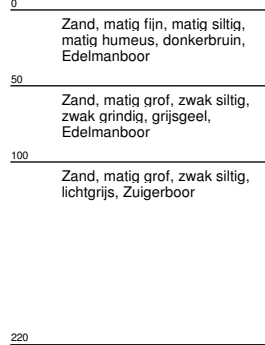 0
Zand, matig fijn, matig siltig,
matig humeus, donkerbruin,
Edelmanboor
50
Zand, matig grof, zwak siltig,
zwak grindig, grijsgeel,
Edelmanboor
100
Zand, matig grof, zwak siltig,
lichtgrijs, Zuigerboor
220